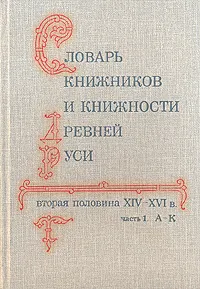 СЛОВАРЬ
КНИЖНИКОВ
И КНИЖНОСТИ
ДРЕВНЕЙ
РУСИ
ВТОРАЯ ПОЛОВИНА XIV–XVI в.
ЧАСТЬ 1. А–К